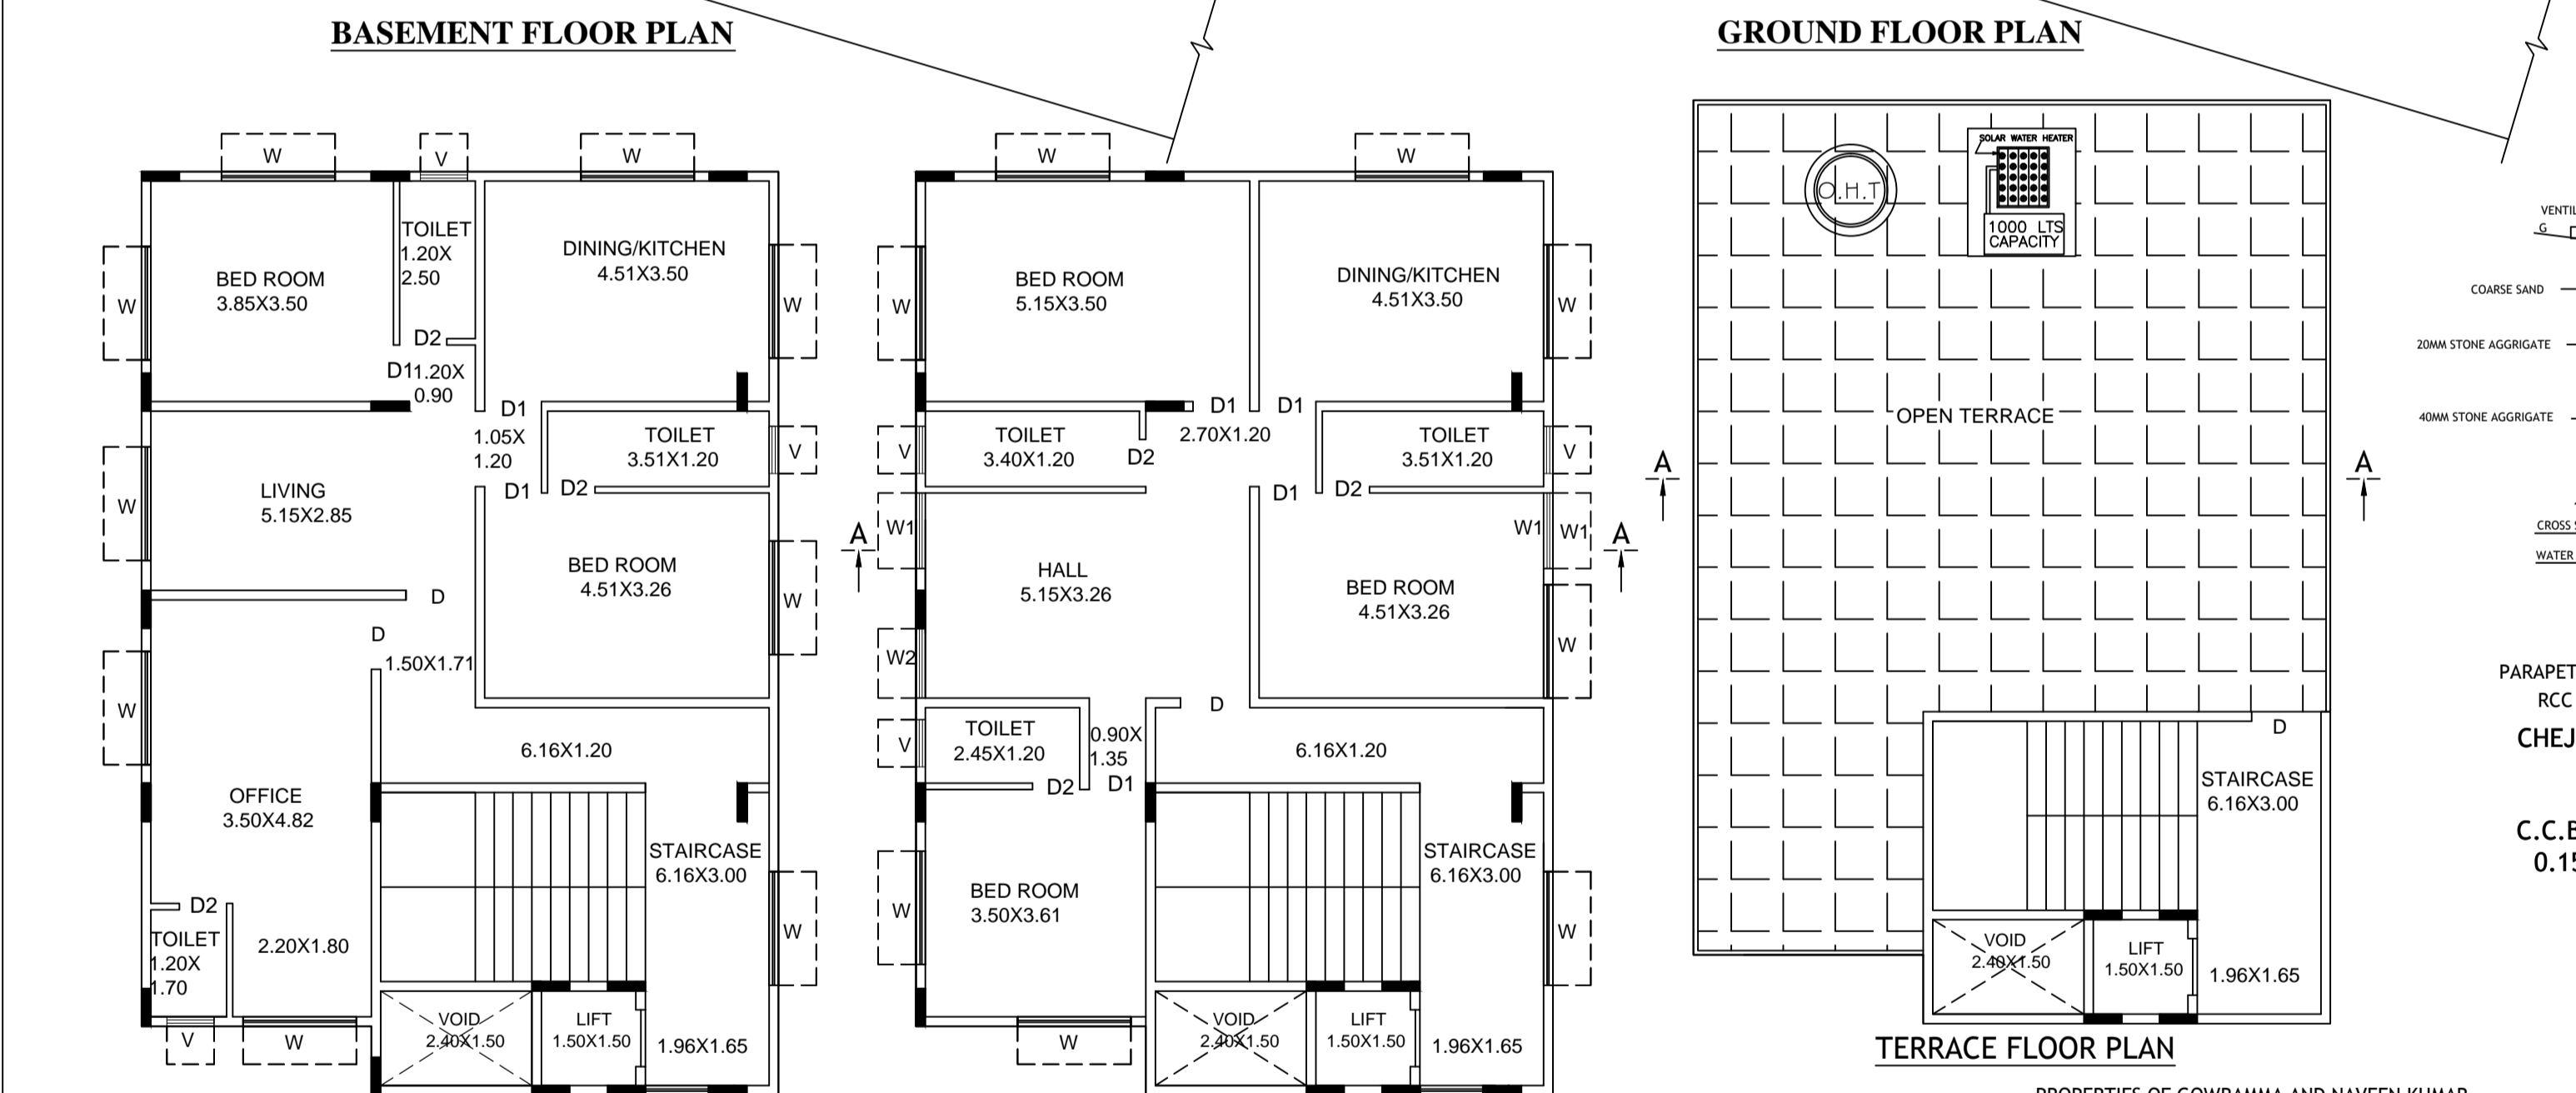 BASEMENT FLOOR PLAN
GROUND FLOOR PLAN
W
V
W
TOILET
1.20X
2.50
DINING/KITCHEN
4.51X3.50
BED ROOM
3.85X3.50
W
W
D2
D1
1.20X
0.90
D1
1.05X
1.20
TOILET
3.51X1.20
V
D1
D2
LIVING
5.15X2.85
W
BED ROOM
4.51X3.26
W
D
D
1.50X1.71
W
6.16X1.20
OFFICE
3.50X4.82
STAIRCASE
6.16X3.00
D2
TOILET
1.20X
1.70
2.20X1.80
W
VOID
2.40X1.50
LIFT
1.50X1.50
1.96X1.65
V
W
A
W
W
BED ROOM
5.15X3.50
DINING/KITCHEN
4.51X3.50
W
W
D1
D1
TOILET
3.40X1.20
2.70X1.20
D2
TOILET
3.51X1.20
V
V
D1
D2
W1
W1
W1
A
HALL
5.15X3.26
BED ROOM
4.51X3.26
W2
W
D
TOILET
2.45X1.20
0.90X
1.35
V
6.16X1.20
D2
D1
BED ROOM
3.50X3.61
STAIRCASE
6.16X3.00
W
W
VOID
2.40X1.50
LIFT
1.50X1.50
1.96X1.65
W
SOLAR WATER HEATER
O.H.T
1000 LTS
CAPACITY
OPEN TERRACE
A
A
D
STAIRCASE
6.16X3.00
VOID
2.40X1.50
LIFT
1.50X1.50
1.96X1.65
TERRACE FLOOR PLAN
G
COARSE SAND
20MM STONE AGGRIGATE
40MM STONE AGGRIGATE
CROSS
WATER
PARAPET
RCC
PROPERTIES OF GOWRAMMA AND NAVEEN KUMAR